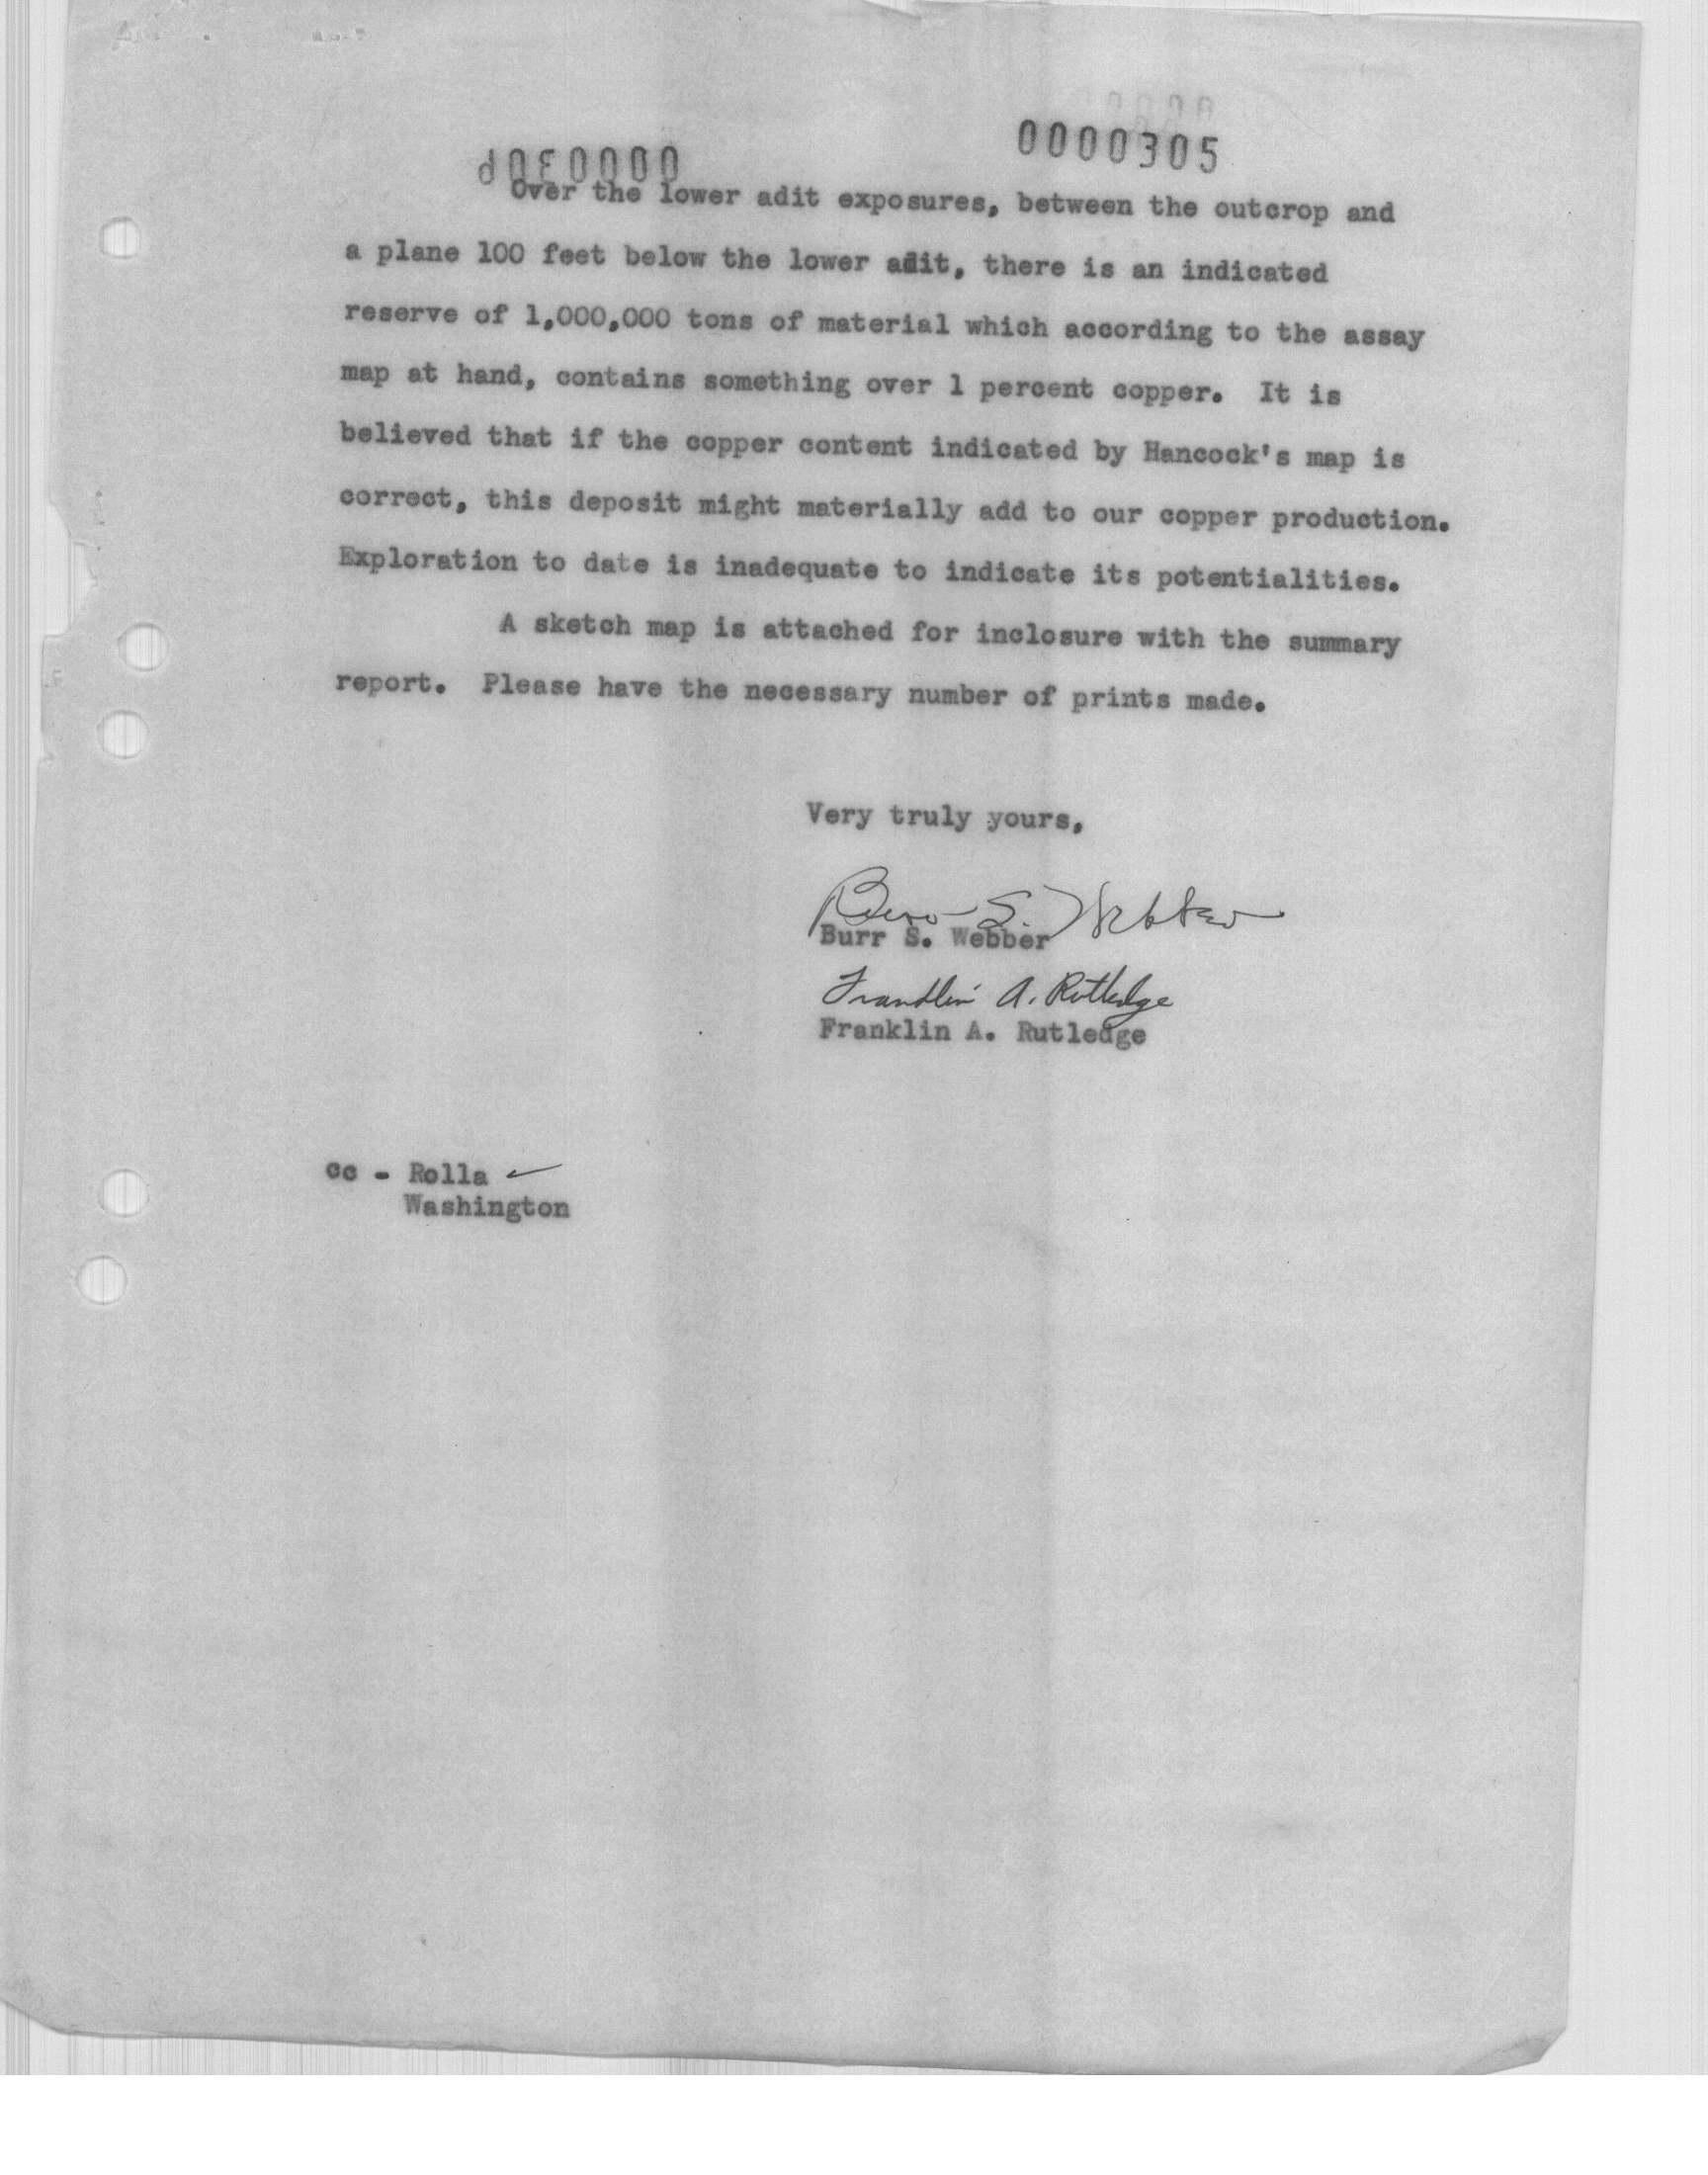 0000305
Over the lower adit exposures, between the outcrop and
a plane 100 feet below the lower adit, there is an indicated
reserve of 1,000,000 tons of material which according to the assay
map at hand, contains something over 1 percent copper. It is
believed that if the copper content indicated by Hancock's map is
correct, this deposit might materially add to our copper production.
Exploration to date is inadequate to indicate its potentialities.
A sketch map is attached for inclosure with the summary
report. Please have the necessary number of prints made.
Very truly yours,
Burr S. Webber
Burr S. Webber
Franklin A. Rutledge
Franklin A. Rutledge
cc - Rolla
Washington